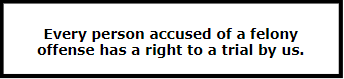 Every person accused of a felony
offense has a right to a trial by us.